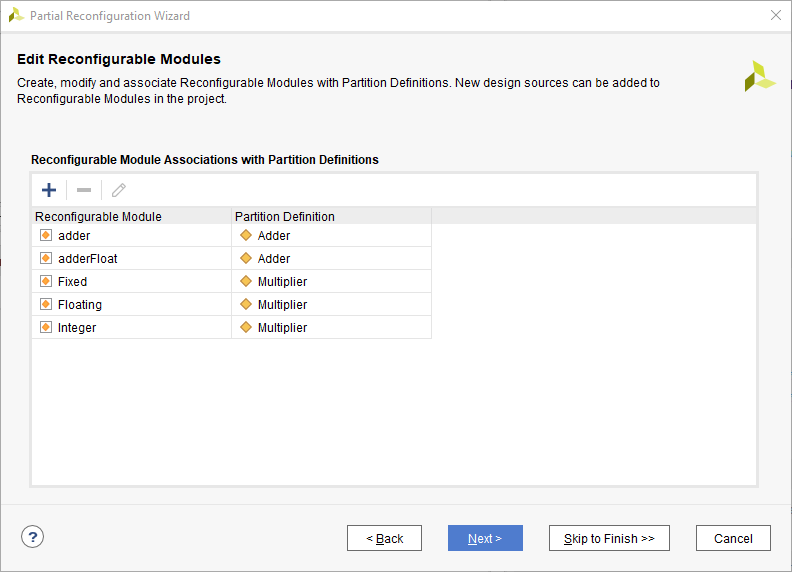 Partial Reconfiguration Wizard
Edit Reconfigurable Modules
Create, modify and associate Reconfigurable Modules with Partition Definitions. New design sources can be added to
Reconfigurable Modules in the project.
Reconfigurable Module Associations with Partition Definitions
Reconfigurable Module Partition Definition
adder Adder
adderFloat Adder
Fixed Multiplier
Floating Multiplier
Integer Multiplier
? < Back Next > Skip to Finish >> Cancel